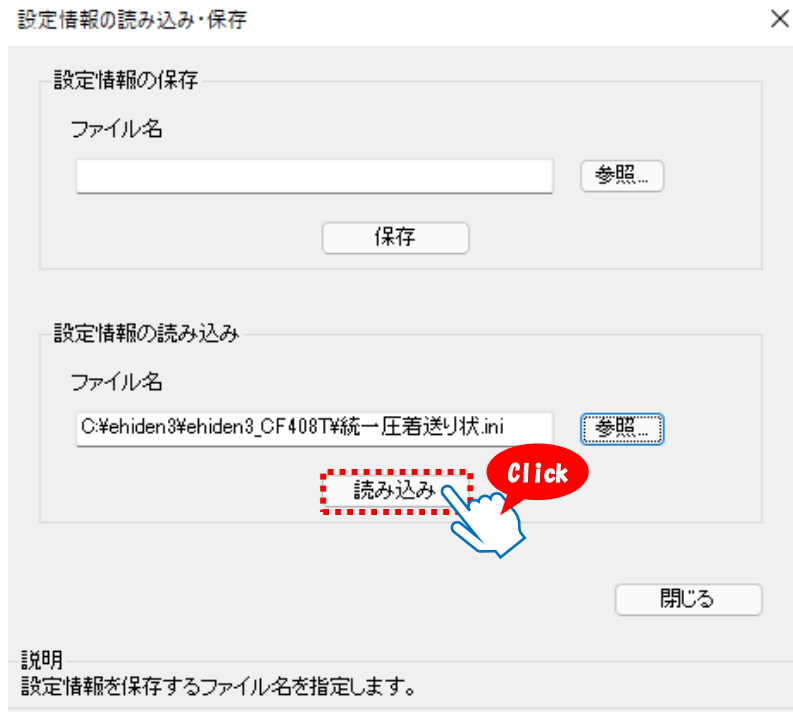 設定情報の読み込み・保存
設定情報の保存
ファイル名
参照...
保存
設定情報の読み込み
ファイル名
C:¥ehiden3¥ehiden3_CF408T¥統一圧着送り状.ini
参照...
Click
読み込み
閉じる
説明
設定情報を保存するファイル名を指定します。